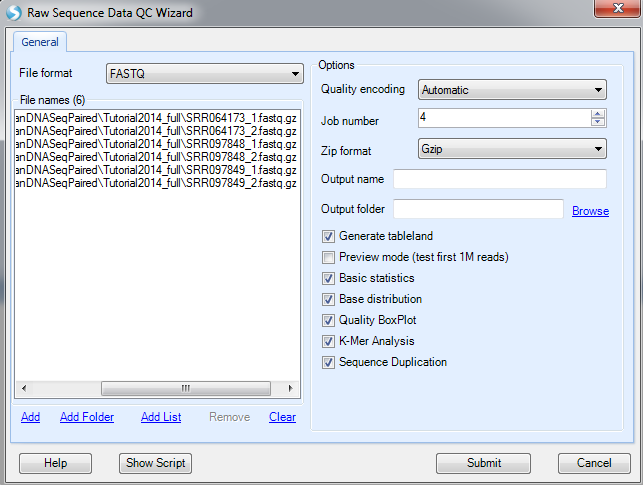 Raw Sequence Data QC Wizard
General
File format
FASTQ
File names (6)
anDNASeqPaired\Tutorial2014_full\SRR064173_1.fastq.gz
anDNASeqPaired\Tutorial2014_full\SRR064173_2.fastq.gz
anDNASeqPaired\Tutorial2014_full\SRR097848_1.fastq.gz
anDNASeqPaired\Tutorial2014_full\SRR097848_2.fastq.gz
anDNASeqPaired\Tutorial2014_full\SRR097849_1.fastq.gz
anDNASeqPaired\Tutorial2014_full\SRR097849_2.fastq.gz
Add
Add Folder
Add List
Remove
Clear
Options
Quality encoding
Automatic
Job number
4
Zip format
Gzip
Output name
Output folder
Browse
Generate tableland
Preview mode (test first 1M reads)
Basic statistics
Base distribution
Quality BoxPlot
K-Mer Analysis
Sequence Duplication
Help
Show Script
Submit
Cancel